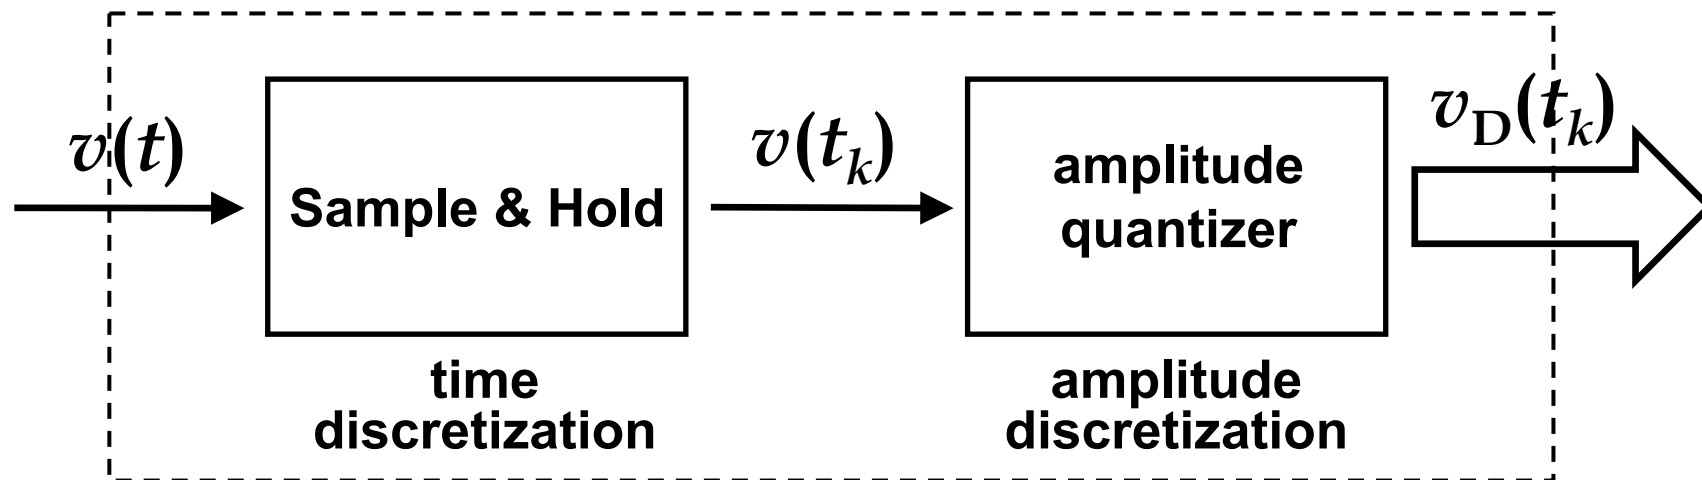 v(t)
Sample & Hold
time
discretization
v(t_k)
amplitude
quantizer
amplitude
discretization
v_D(t_k)